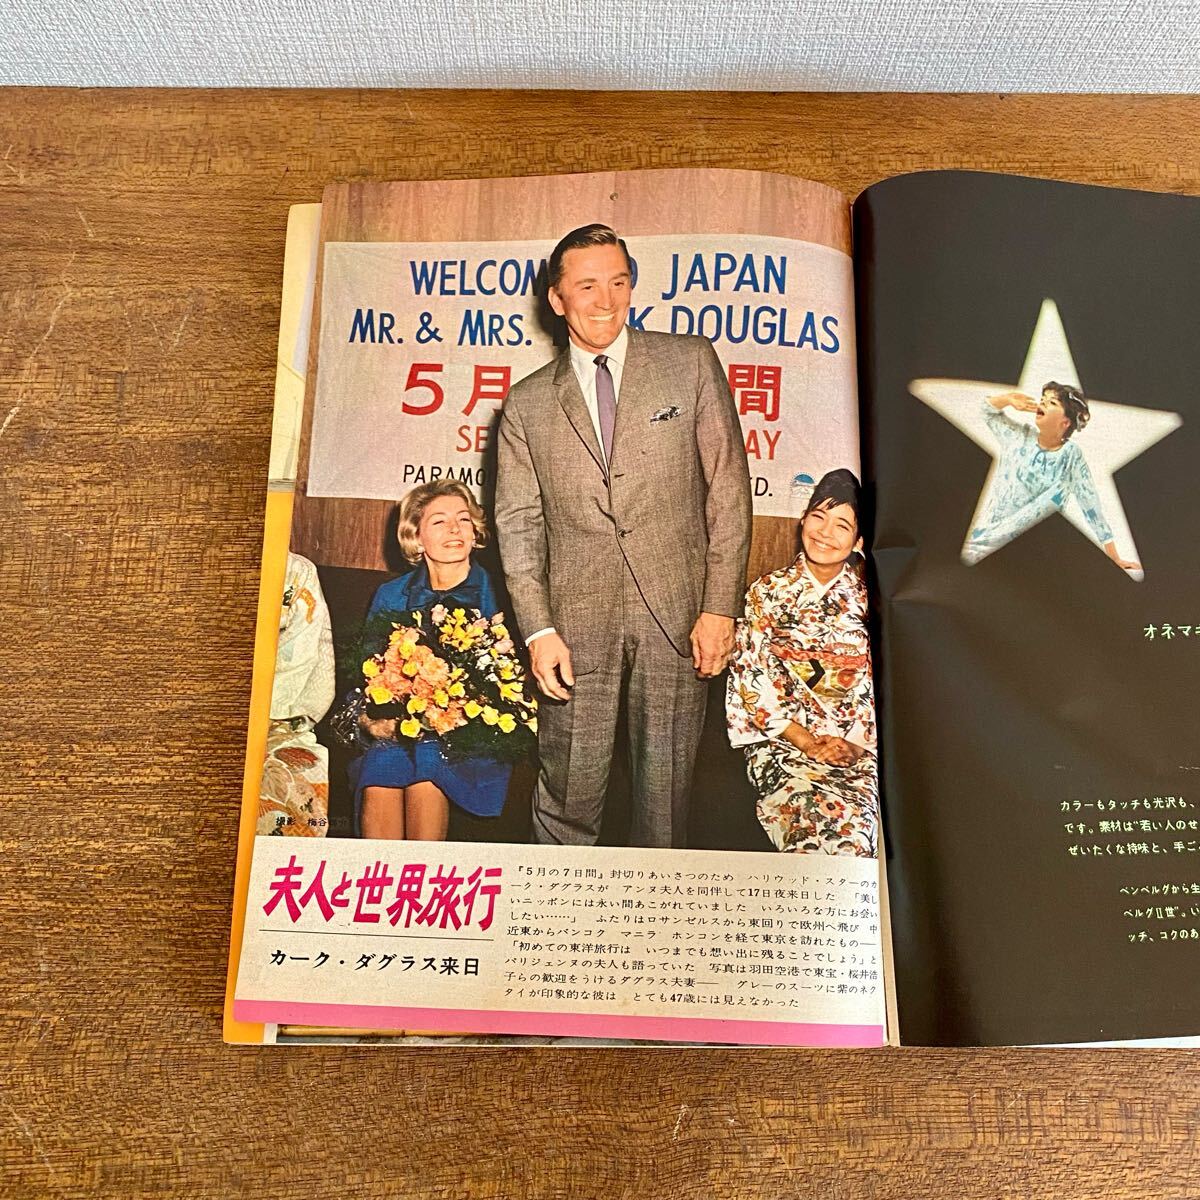 WELCOM O JAPAN
MR. & MRS. K DOUGLAS
5月 間
SE AY
PARAMO ED.
撮影 梅谷
夫人と世界旅行
カーク・ダグラス来日
『5月の7日間』封切りあいさつのため ハリウッド・スターのカ
ーク・ダグラスが アンヌ夫人を同伴して17日夜来日した 「美し
いニッポンには永い間あこがれていました いろいろな方にお会い
したい……」 ふたりはロサンゼルスから東回りで欧州へ飛び 中
近東からバンコク マニラ ホンコンを経て東京を訪れたもの——
「初めての東洋旅行は いつまでも想い出に残ることでしょう」と
パリジェンヌの夫人も語っていた 写真は羽田空港で東宝・桜井浩
子らの歓迎をうけるダグラス夫妻—— グレーのスーツに紫のネク
タイが印象的な彼は とても47歳には見えなかった
オネマキ
カラーもタッチも光沢も、
です。素材は"若い人のせ
ぜいたくな持味と、手ご
ベンベルグから生
ベルグII世"。い
ッチ、コクのあ